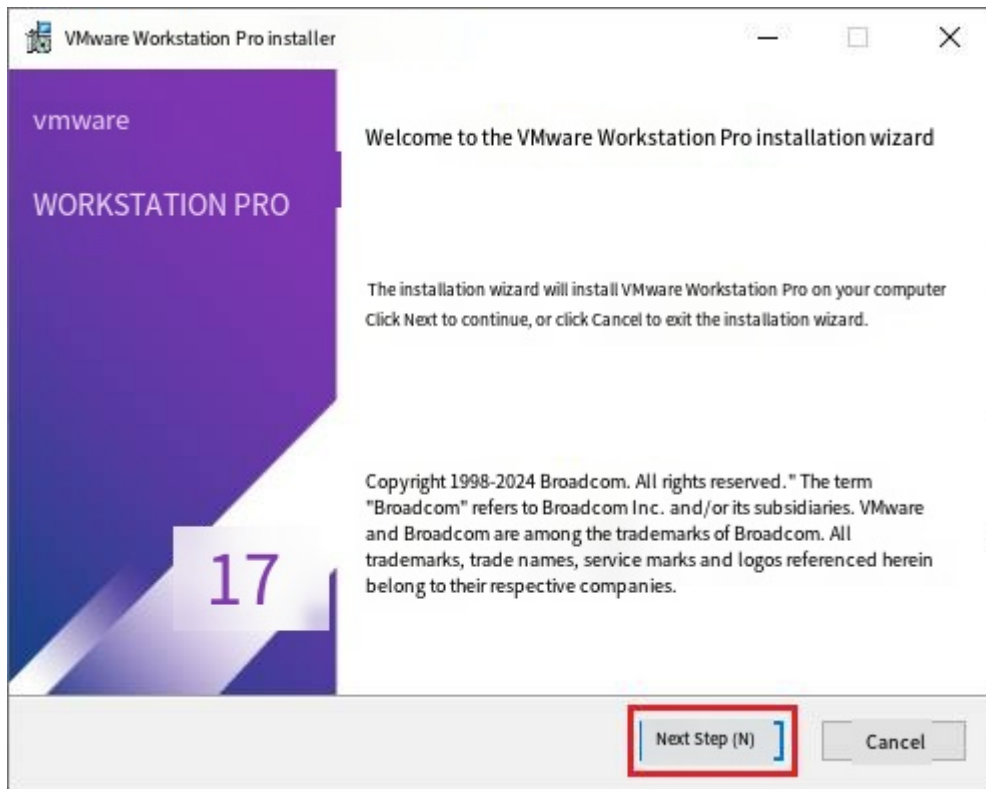 VMware Workstation Pro installer
vmware
WORKSTATION PRO
17
Welcome to the VMware Workstation Pro installation wizard
The installation wizard will install VMware Workstation Pro on your computer
Click Next to continue, or click Cancel to exit the installation wizard.
Copyright 1998-2024 Broadcom. All rights reserved." The term
"Broadcom" refers to Broadcom Inc. and/or its subsidiaries. VMware
and Broadcom are among the trademarks of Broadcom. All
trademarks, trade names, service marks and logos referenced herein
belong to their respective companies.
Next Step (N)
Cancel